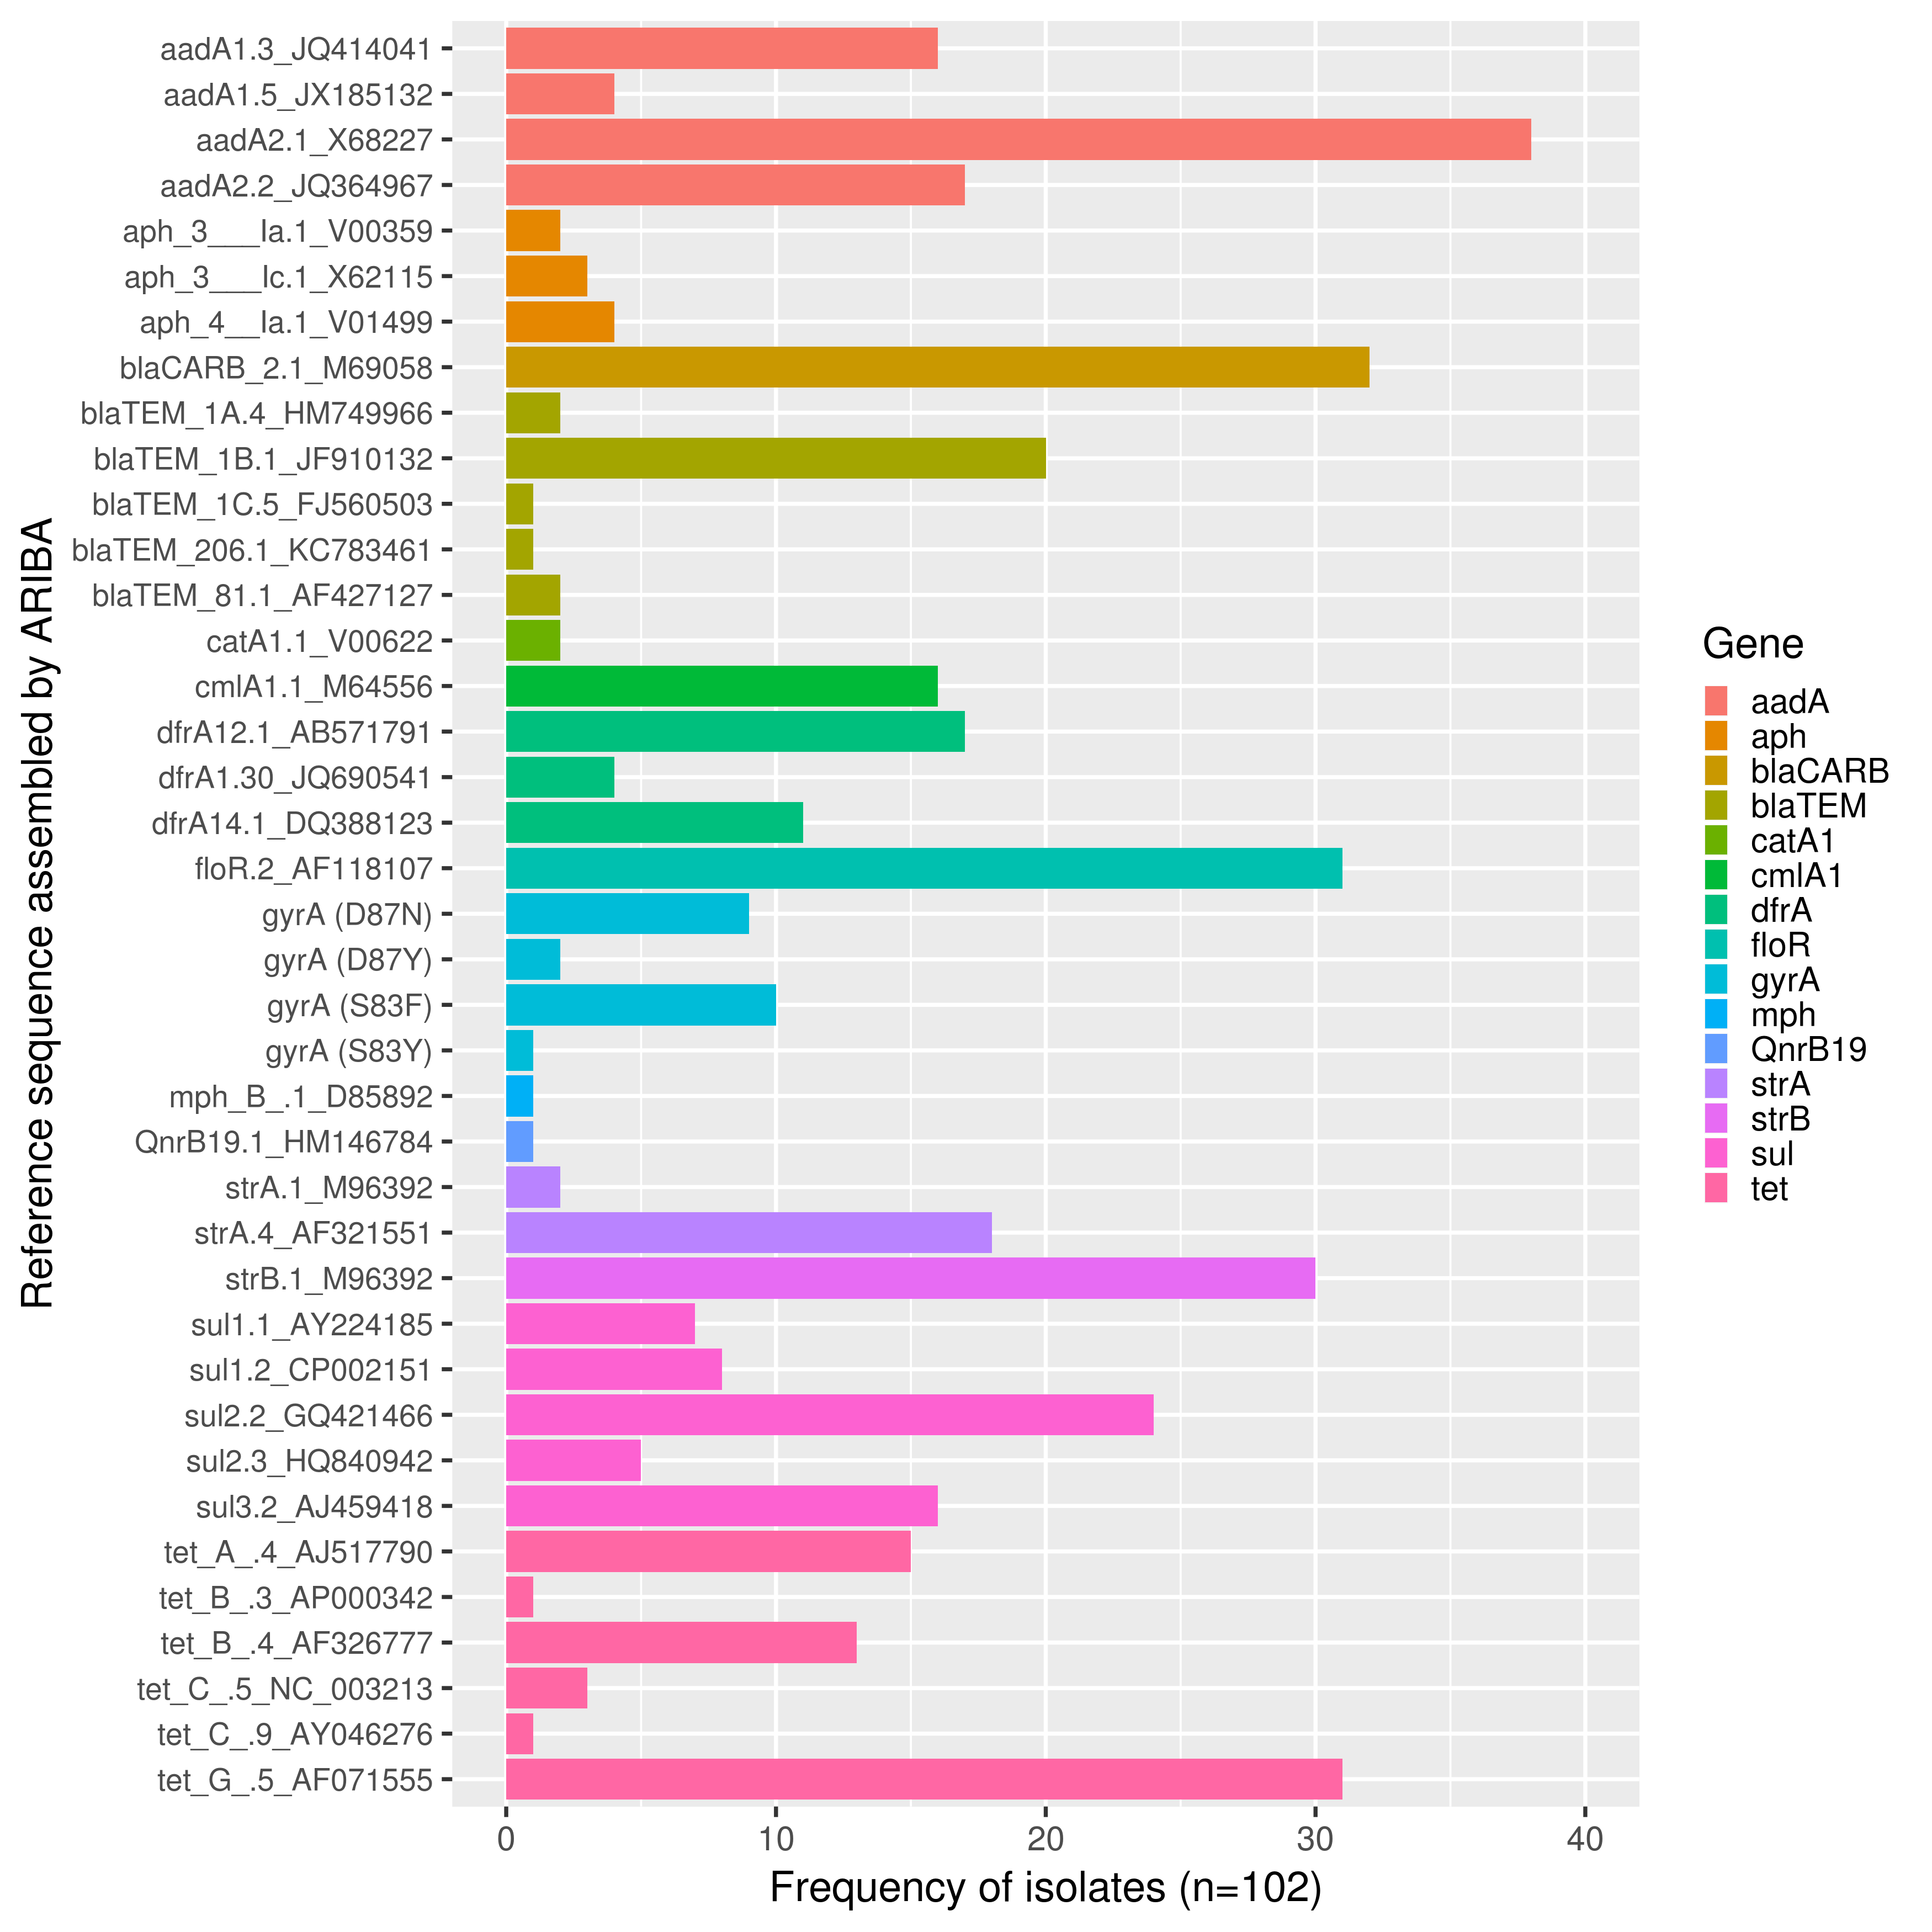 aadA1.3_JQ414041
aadA1.5_JX185132
aadA2.1_X68227
aadA2.2_JQ364967
aph_3___Ia.1_V00359
aph_3___Ic.1_X62115
aph_4__Ia.1_V01499
blaCARB_2.1_M69058
blaTEM_1A.4_HM749966
blaTEM_1B.1_JF910132
blaTEM_1C.5_FJ560503
blaTEM_206.1_KC783461
blaTEM_81.1_AF427127
catA1.1_V00622
cmlA1.1_M64556
dfrA12.1_AB571791
dfrA1.30_JQ690541
dfrA14.1_DQ388123
floR.2_AF118107
gyrA (D87N)
gyrA (D87Y)
gyrA (S83F)
gyrA (S83Y)
mph_B_.1_D85892
QnrB19.1_HM146784
strA.1_M96392
strA.4_AF321551
strB.1_M96392
sul1.1_AY224185
sul1.2_CP002151
sul2.2_GQ421466
sul2.3_HQ840942
sul3.2_AJ459418
tet_A_.4_AJ517790
tet_B_.3_AP000342
tet_B_.4_AF326777
tet_C_.5_NC_003213
tet_C_.9_AY046276
tet_G_.5_AF071555
Reference sequence assembled by ARIBA
0 10 20 30 40
Frequency of isolates (n=102)
Gene
aadA
aph
blaCARB
blaTEM
catA1
cmlA1
dfrA
floR
gyrA
mph
QnrB19
strA
strB
sul
tet